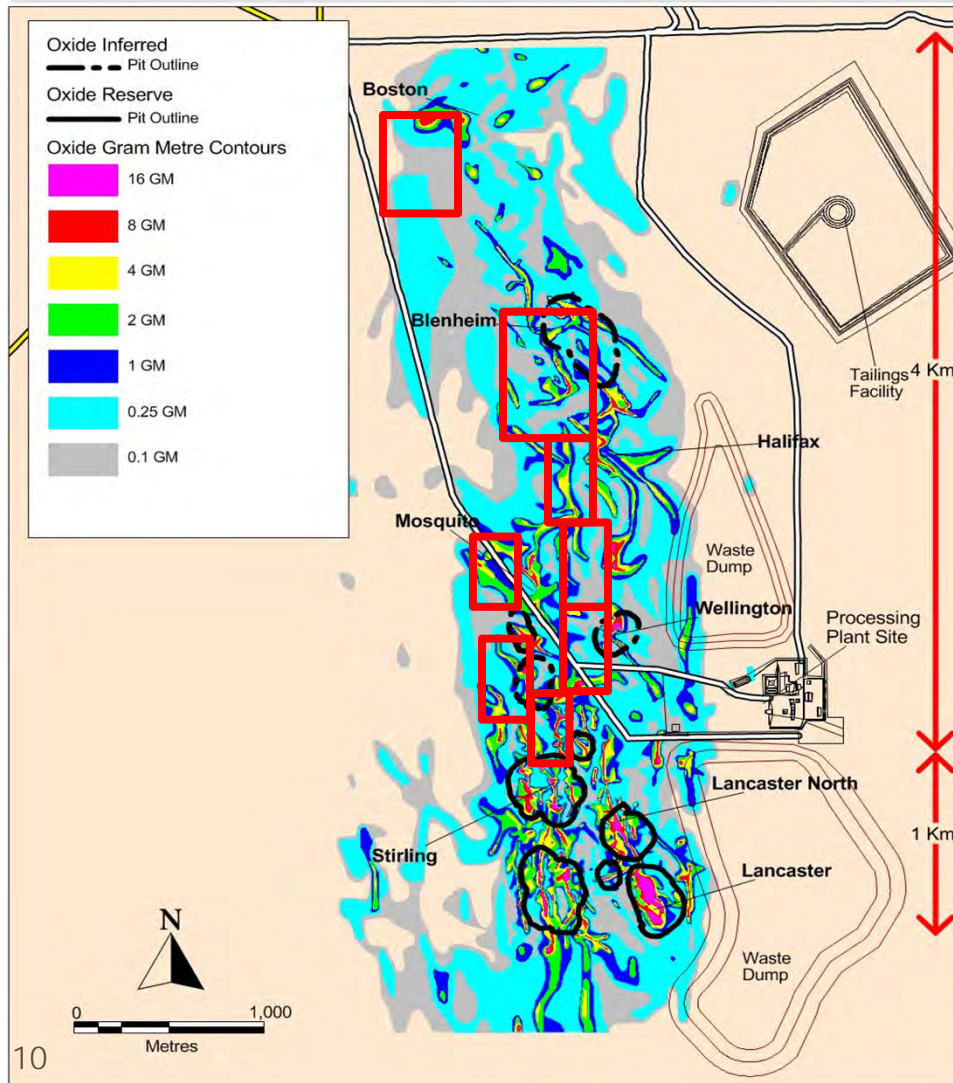 Oxide Inferred
Pit Outline
Oxide Reserve
Pit Outline
Oxide Gram Metre Contours
16 GM
8 GM
4 GM
2 GM
1 GM
0.25 GM
0.1 GM
Boston
Blenheim
Tailings
Facility
4 Km
Halifax
Mosquito
Waste
Dump
Wellington
Processing
Plant Site
Lancaster North
1 Km
Stirling
Lancaster
N
Waste
Dump
0
1,000
Metres
10